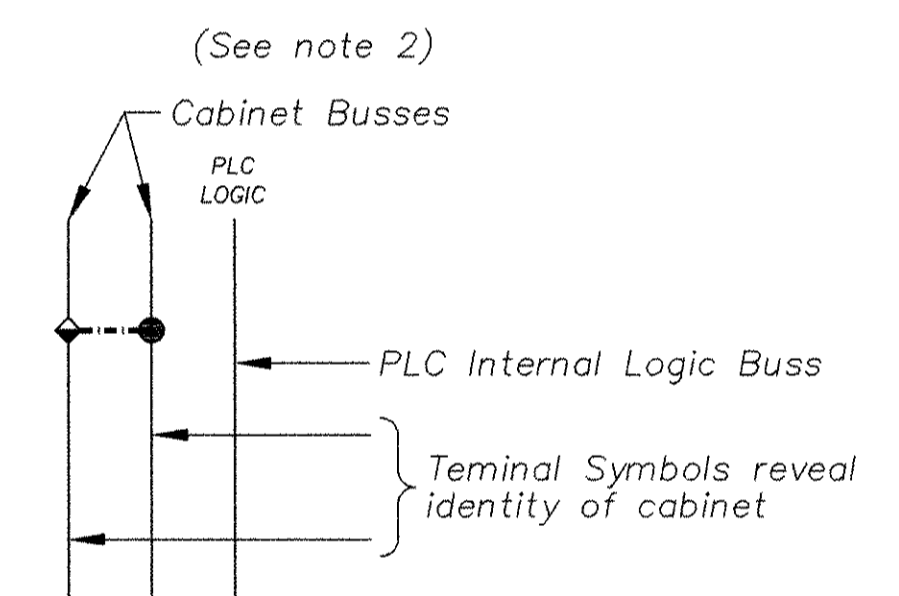 (See note 2)
Cabinet Busses
PLC
LOGIC
PLC Internal Logic Buss
Teminal Symbols reveal
identity of cabinet